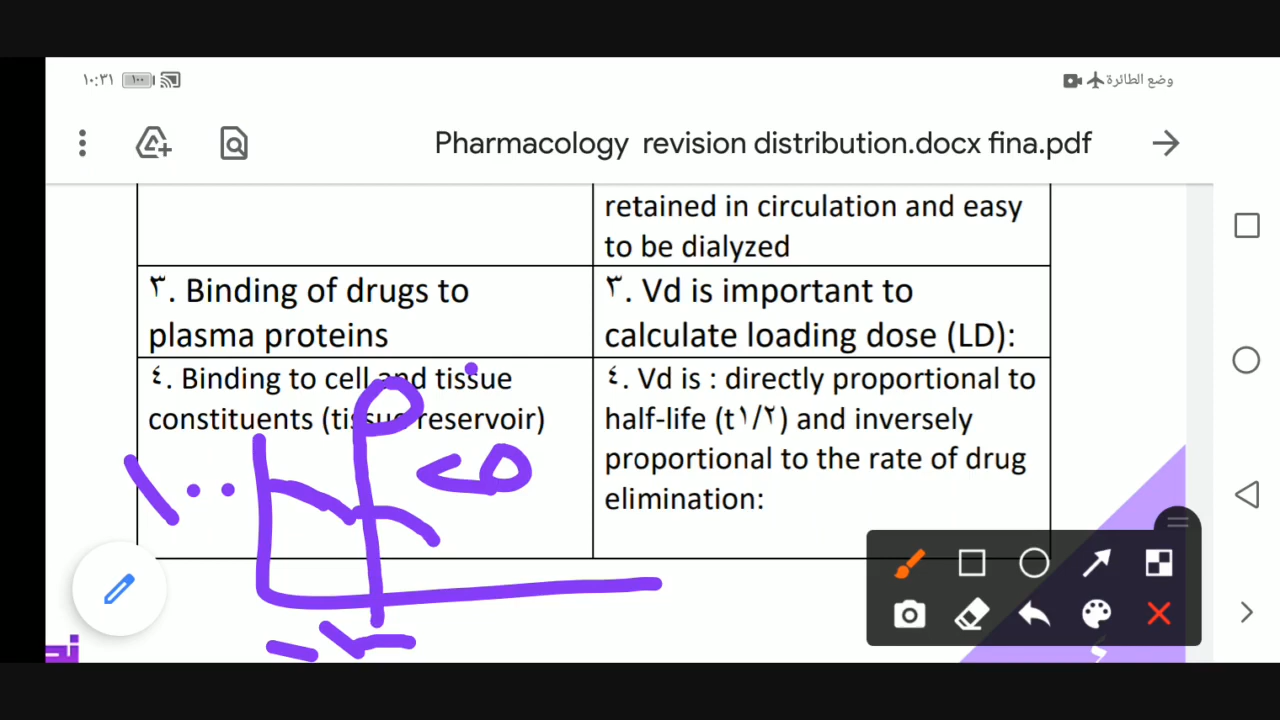 ١٠:٣١
١٠٠
وضع الطائرة
Pharmacology revision distribution.docx fina.pdf
retained in circulation and easy
to be dialyzed
٣. Binding of drugs to
plasma proteins
٣. Vd is important to
calculate loading dose (LD):
٤. Binding to cell and tissue
constituents (tissue reservoir)
٤. Vd is : directly proportional to
half-life (t١/٢) and inversely
proportional to the rate of drug
elimination:
١٠٠